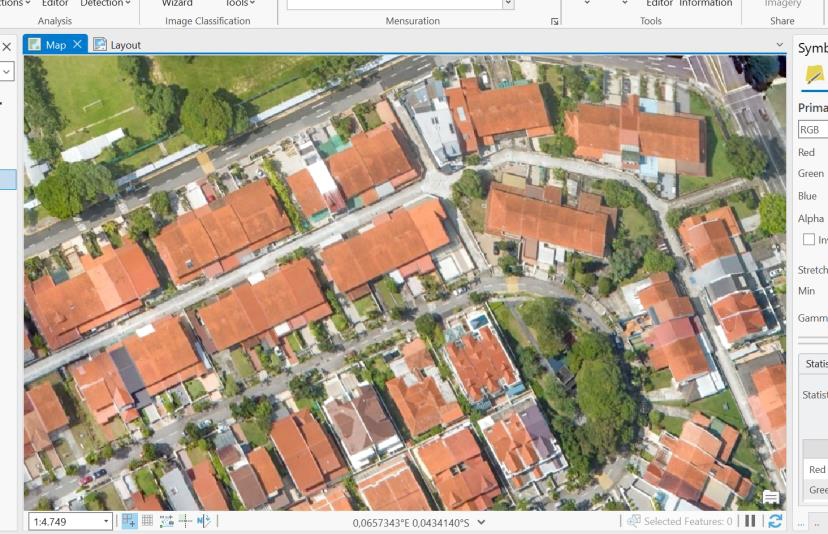 Editor
Detection
Wizard
Tools
Editor Information
Imagery
Analysis
Image Classification
Mensuration
Tools
Share
Map
Layout
Symb
Prima
RGB
Red
Green
Blue
Alpha
Inv
Stretch
Min
Gamm
Statis
Statist
Red
Gree
1:4.749
0,0657343°E 0,0434140°S
Selected Features: 0